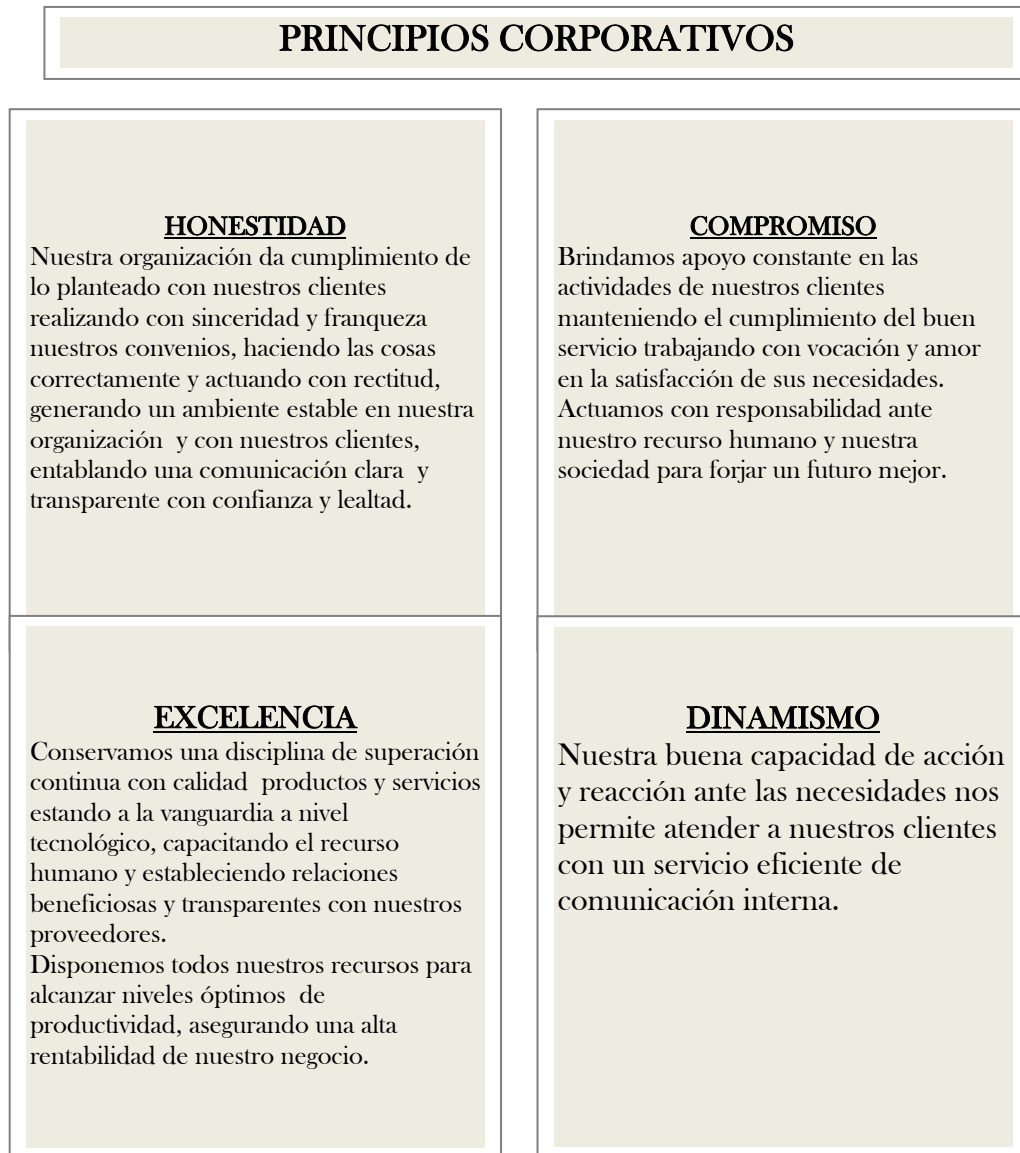 PRINCIPIOS CORPORATIVOS
HONESTIDAD
Nuestra organización da cumplimiento de
lo planteado con nuestros clientes
realizando con sinceridad y franqueza
nuestros convenios, haciendo las cosas
correctamente y actuando con rectitud,
generando un ambiente estable en nuestra
organización  y con nuestros clientes,
entablando una comunicación clara  y
transparente con confianza y lealtad.
COMPROMISO
Brindamos apoyo constante en las
actividades de nuestros clientes
manteniendo el cumplimiento del buen
servicio trabajando con vocación y amor
en la satisfacción de sus necesidades.
Actuamos con responsabilidad ante
nuestro recurso humano y nuestra
sociedad para forjar un futuro mejor.
EXCELENCIA
Conservamos una disciplina de superación
continua con calidad  productos y servicios
estando a la vanguardia a nivel
tecnológico, capacitando el recurso
humano y estableciendo relaciones
beneficiosas y transparentes con nuestros
proveedores.
Disponemos todos nuestros recursos para
alcanzar niveles óptimos  de
productividad, asegurando una alta
rentabilidad de nuestro negocio.
DINAMISMO
Nuestra buena capacidad de acción
y reacción ante las necesidades nos
permite atender a nuestros clientes
con un servicio eficiente de
comunicación interna.